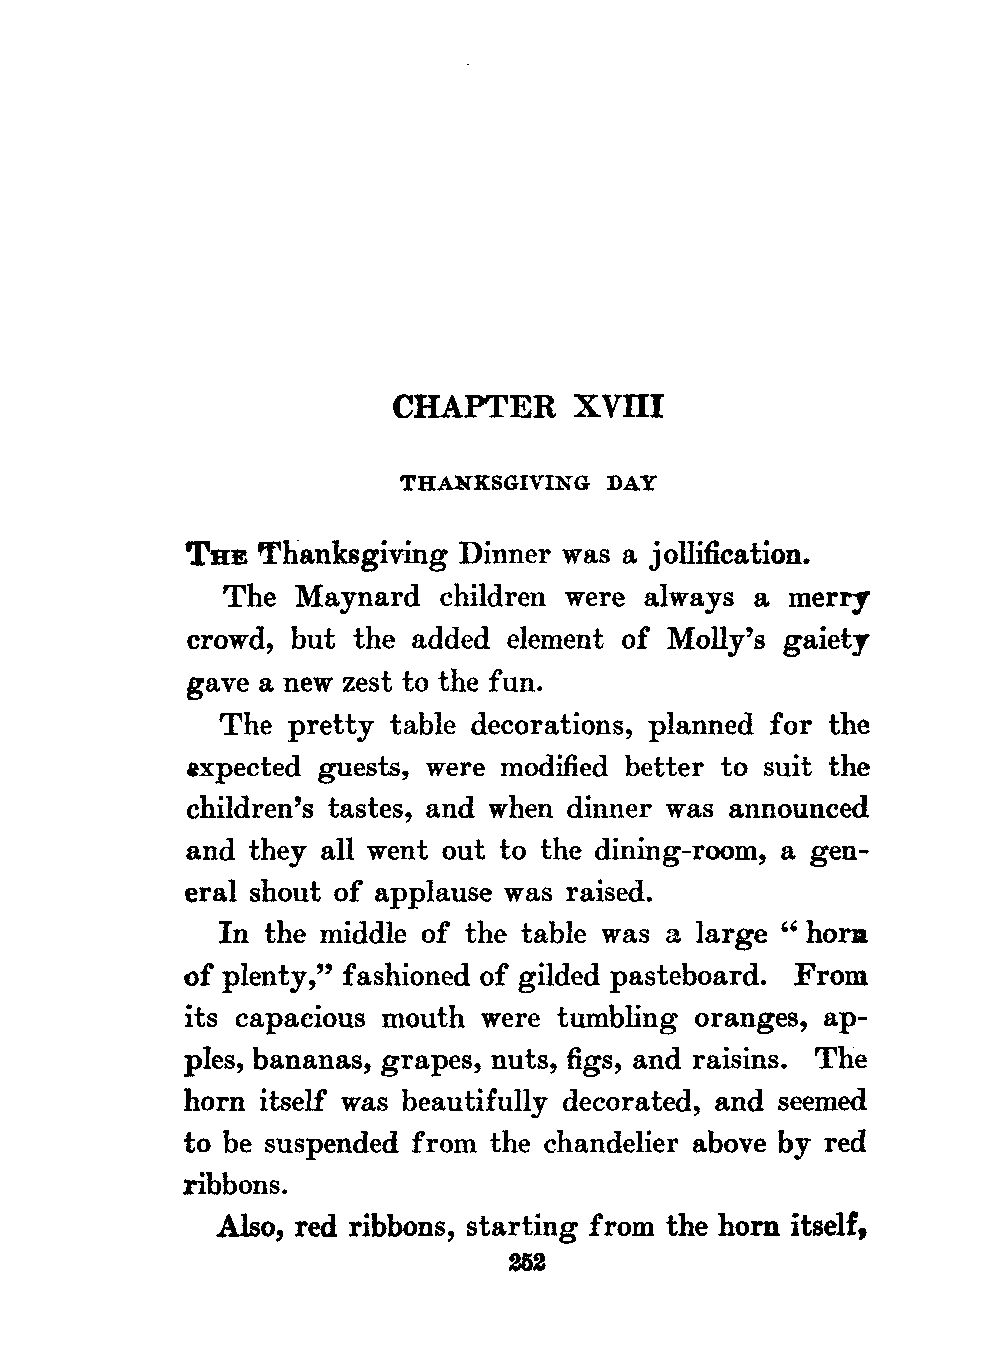 CHAPTER XVIII
THANKSGIVING DAY
THE Thanksgiving Dinner was a jollification.
The Maynard children were always a merry
crowd, but the added element of Molly's gaiety
gave a new zest to the fun.
The pretty table decorations, planned for the
expected guests, were modified better to suit the
children's tastes, and when dinner was announced
and they all went out to the dining-room, a gen-
eral shout of applause was raised.
In the middle of the table was a large “ horn
of plenty,” fashioned of gilded pasteboard. From
its capacious mouth were tumbling oranges, ap-
ples, bananas, grapes, nuts, figs, and raisins. The
horn itself was beautifully decorated, and seemed
to be suspended from the chandelier above by red
ribbons.
Also, red ribbons, starting from the horn itself,
252